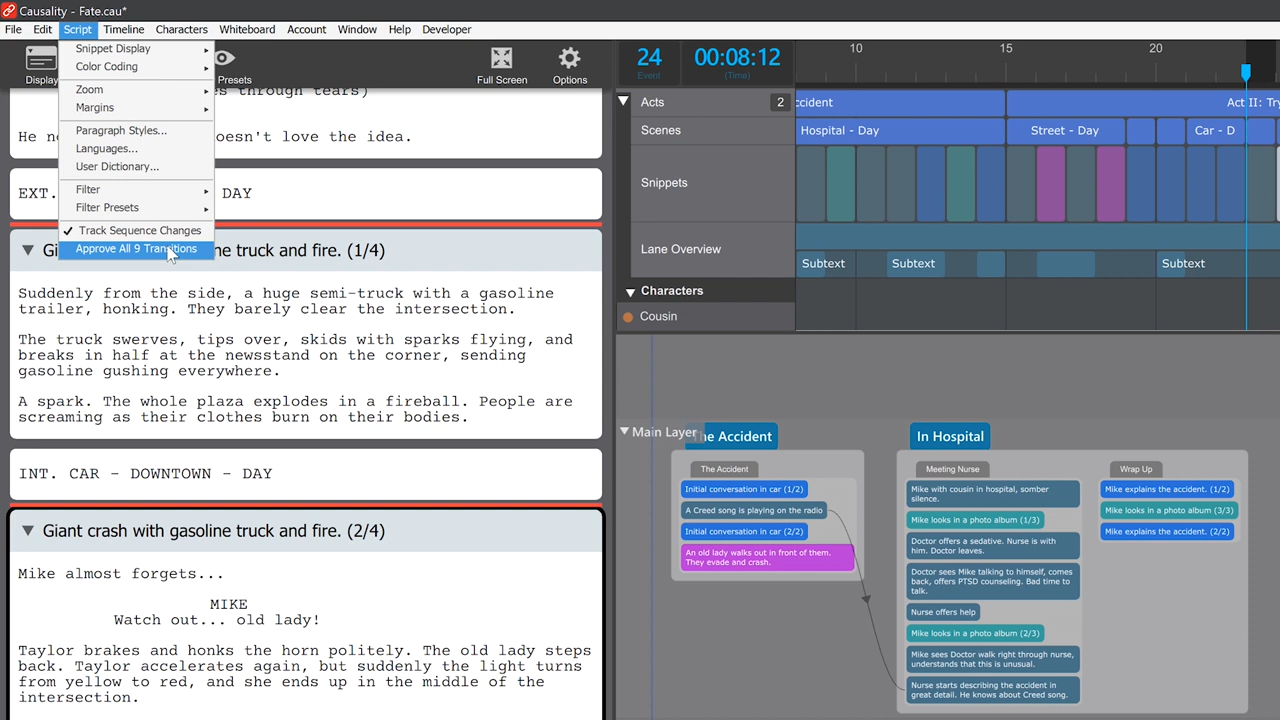 Causality - Fate.cau*
File Edit Script Timeline Characters Whiteboard Account Window Help Developer
Display
Presets
Full Screen
Options
Snippet Display
Color Coding
Zoom
Margins
Paragraph Styles...
Languages...
User Dictionary...
Filter
Filter Presets
✓ Track Sequence Changes
Approve All 9 Transitions
s through tears)
He no
oesn't love the idea.
EXT.
DAY
Gi
ne truck and fire. (1/4)
Suddenly from the side, a huge semi-truck with a gasoline
trailer, honking. They barely clear the intersection.
The truck swerves, tips over, skids with sparks flying, and
breaks in half at the newsstand on the corner, sending
gasoline gushing everywhere.
A spark. The whole plaza explodes in a fireball. People are
screaming as their clothes burn on their bodies.
INT. CAR - DOWNTOWN - DAY
Giant crash with gasoline truck and fire. (2/4)
Mike almost forgets...
MIKE
Watch out... old lady!
Taylor brakes and honks the horn politely. The old lady steps
back. Taylor accelerates again, but suddenly the light turns
from yellow to red, and she ends up in the middle of the
intersection.
24
Event
00:08:12
(Time)
10 15 20
Acts 2
ccident
Act II: Try
Scenes
Hospital - Day
Street - Day
Car - D
Snippets
Lane Overview
Subtext
Subtext
Subtext
Characters
Cousin
Main Layer
he Accident
The Accident
Initial conversation in car (1/2)
A Creed song is playing on the radio
Initial conversation in car (2/2)
An old lady walks out in front of them.
They evade and crash.
In Hospital
Meeting Nurse
Mike with cousin in hospital, somber
silence.
Mike looks in a photo album (1/3)
Doctor offers a sedative. Nurse is with
him. Doctor leaves.
Doctor sees Mike talking to himself, comes
back, offers PTSD counseling. Bad time to
talk.
Nurse offers help
Mike looks in a photo album (2/3)
Mike sees Doctor walk right through nurse,
understands that this is unusual.
Nurse starts describing the accident in
great detail. He knows about Creed song.
Wrap Up
Mike explains the accident. (1/2)
Mike looks in a photo album (3/3)
Mike explains the accident. (2/2)